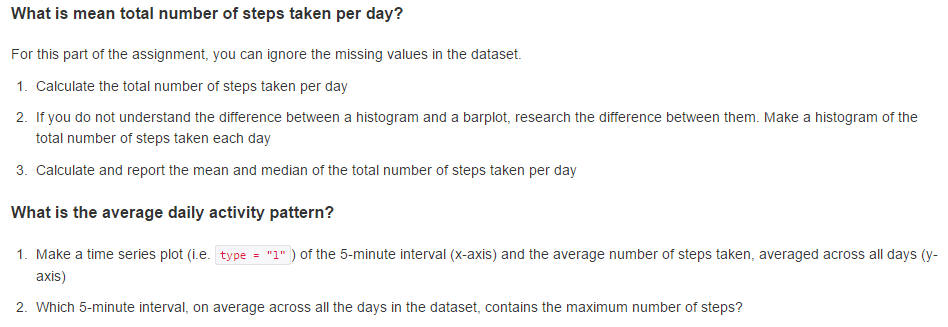 What is mean total number of steps taken per day?
For this part of the assignment, you can ignore the missing values in the dataset.
1. Calculate the total number of steps taken per day
2. If you do not understand the difference between a histogram and a barplot, research the difference between them. Make a histogram of the
total number of steps taken each day
3. Calculate and report the mean and median of the total number of steps taken per day
What is the average daily activity pattern?
1. Make a time series plot (i.e. type = "l" ) of the 5-minute interval (x-axis) and the average number of steps taken, averaged across all days (y-
axis)
2. Which 5-minute interval, on average across all the days in the dataset, contains the maximum number of steps?